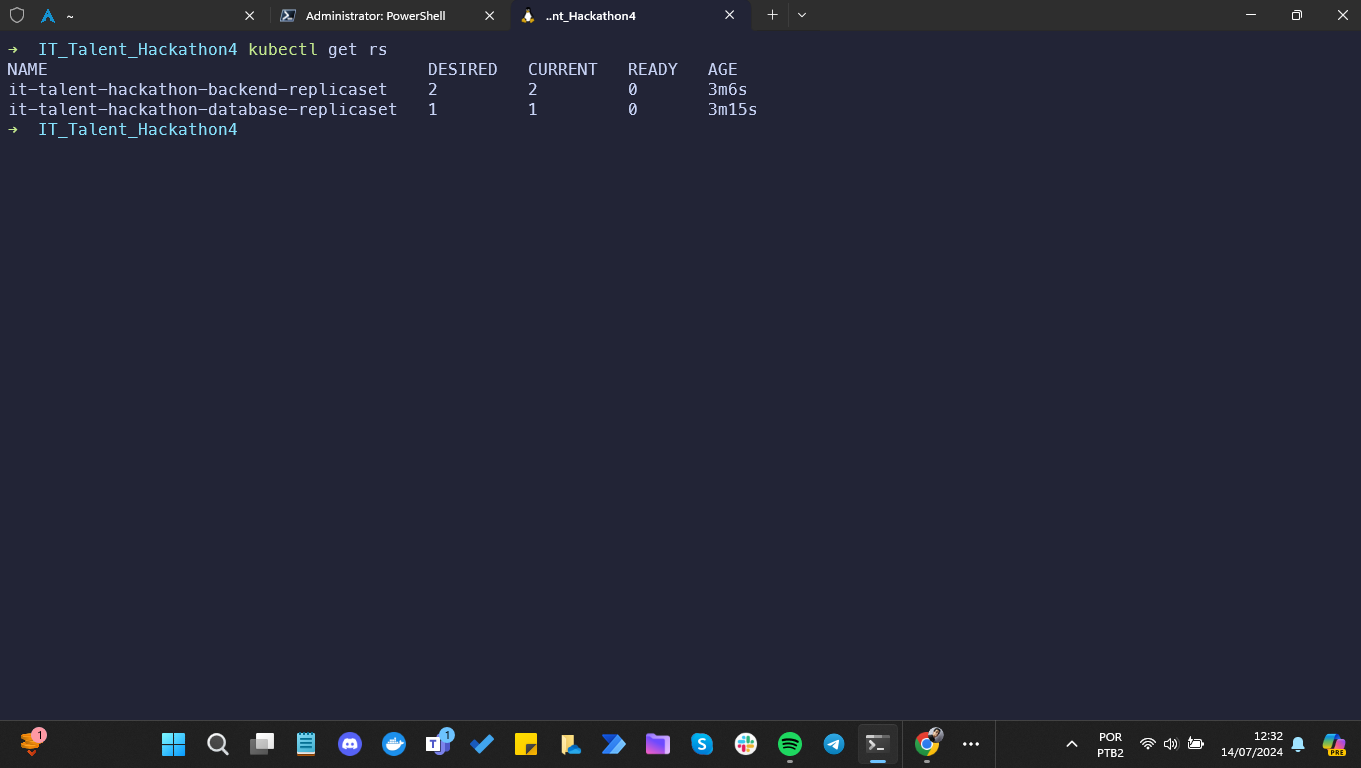 ~
Administrator: PowerShell
..nt_Hackathon4
→ IT_Talent_Hackathon4 kubectl get rs
NAME DESIRED CURRENT READY AGE
it-talent-hackathon-backend-replicaset 2 2 0 3m6s
it-talent-hackathon-database-replicaset 1 1 0 3m15s
→ IT_Talent_Hackathon4
1
1
POR
PTB2
12:32
14/07/2024
PRE